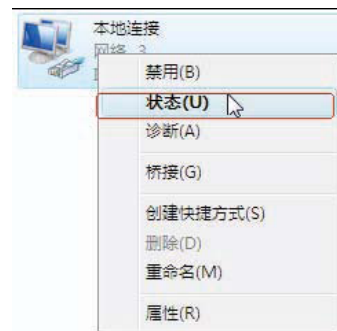 本地连接
网络 3
禁用(B)
状态(U)
诊断(A)
桥接(G)
创建快捷方式(S)
删除(D)
重命名(M)
属性(R)